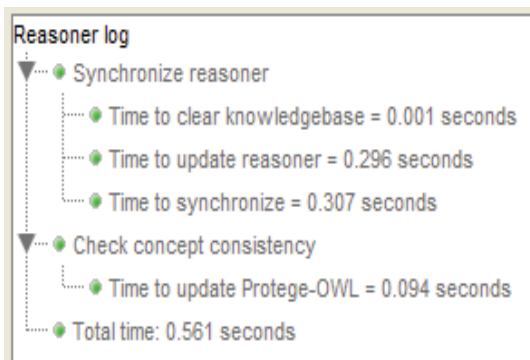 Reasoner log
Synchronize reasoner
Time to clear knowledgebase = 0.001 seconds
Time to update reasoner = 0.296 seconds
Time to synchronize = 0.307 seconds
Check concept consistency
Time to update Protege-OWL = 0.094 seconds
Total time: 0.561 seconds